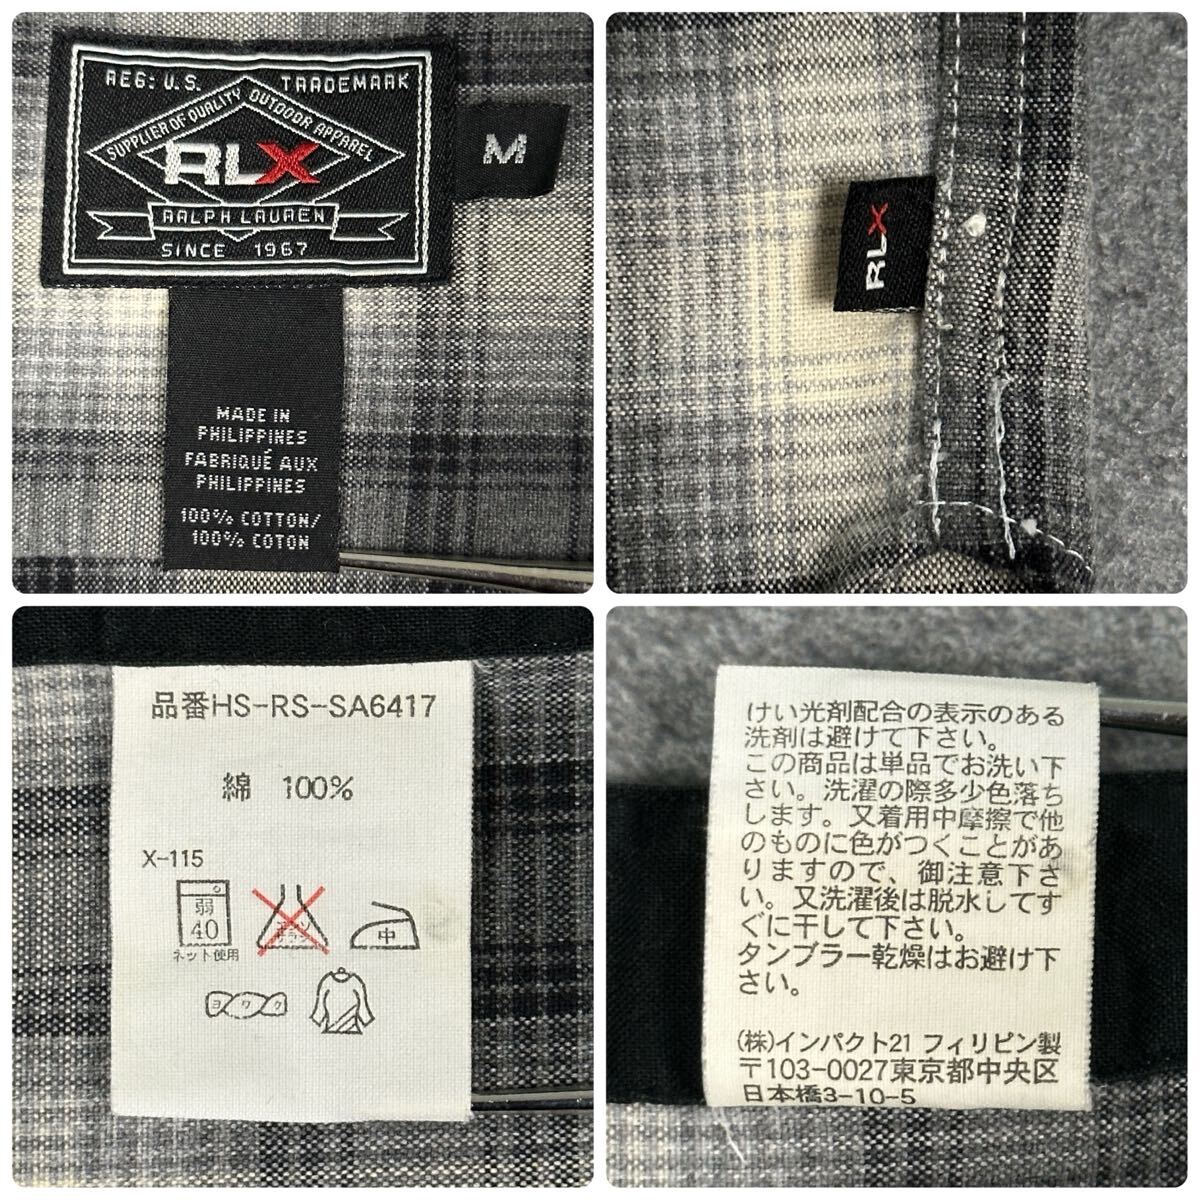 REG: U.S. TRADEMARK
SUPPLIER OF QUALITY OUTDOOR APPAREL
RLX
RALPH LAUREN
SINCE 1967
M
MADE IN
PHILIPPINES
FABRIQUÉ AUX
PHILIPPINES
100% COTTON/
100% COTON
RLX
品番HS-RS-SA6417
綿 100%
X-115
弱
40
ネット使用
エンソ
サラシ
中
ヨワク
けい光剤配合の表示のある
洗剤は避けて下さい。
この商品は単品でお洗い下
さい。洗濯の際多少色落ち
します。又着用中摩擦で他
のものに色がつくことがあ
りますので、御注意下さ
い。又洗濯後は脱水してす
ぐに干して下さい。
タンブラー乾燥はお避け下
さい。
(株)インパクト21 フィリピン製
〒103-0027東京都中央区
日本橋3-10-5